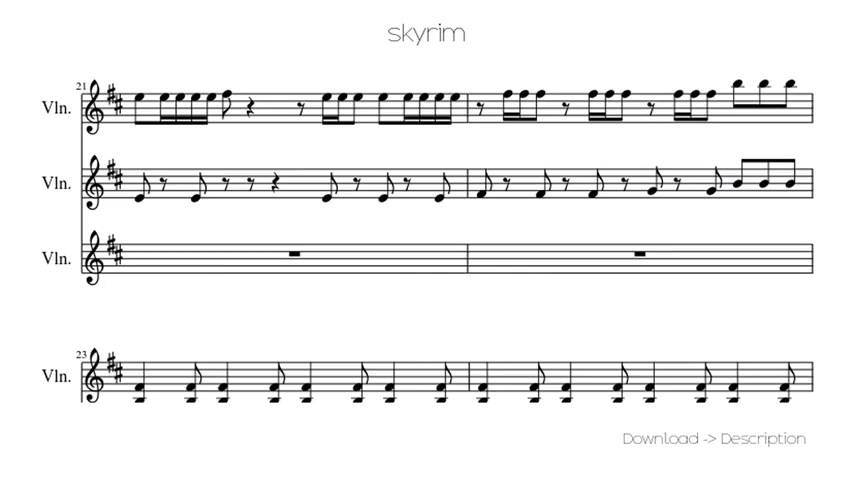 skyrim
21
Vln.
Vln.
Vln.
23
Vln.
Download -> Description